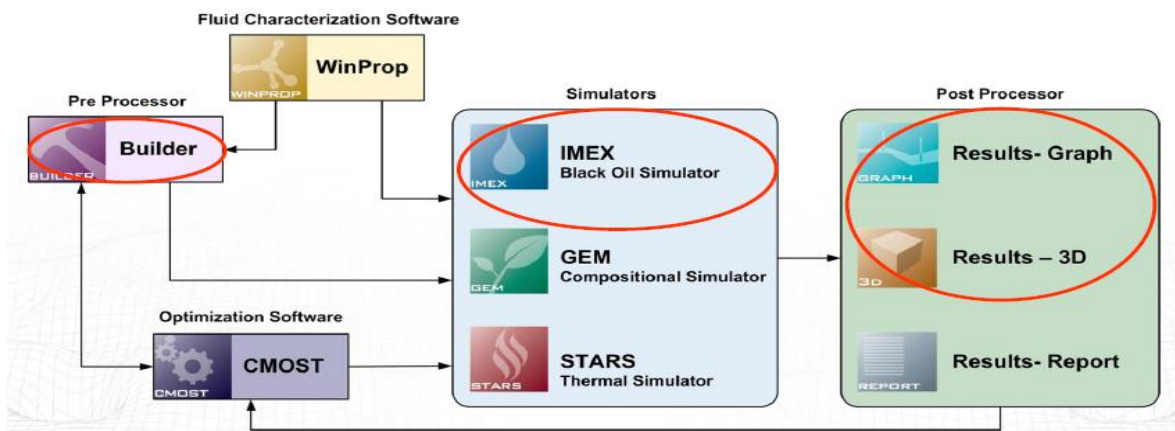 Fluid Characterization Software
WINPROP
WinProp
Pre Processor
BUILDER
Builder
Optimization Software
CMOST
CMOST
Simulators
IMEX
IMEX
Black Oil Simulator
GEM
GEM
Compositional Simulator
STARS
STARS
Thermal Simulator
Post Processor
GRAPH
Results- Graph
3D
Results – 3D
REPORT
Results- Report